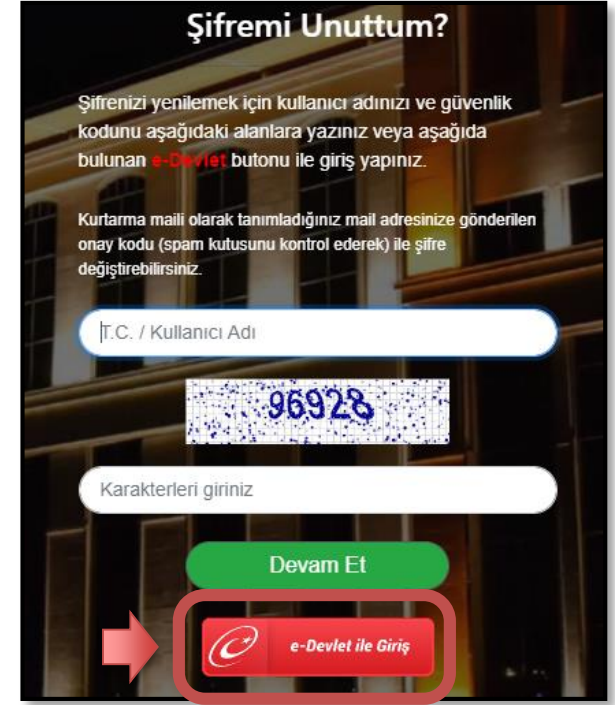 Şifremi Unuttum?
Şifrenizi yenilemek için kullanıcı adınızı ve güvenlik
kodunu aşağıdaki alanlara yazınız veya aşağıda
bulunan e-Devlet butonu ile giriş yapınız.
Kurtarma maili olarak tanımladığınız mail adresinize gönderilen
onay kodu (spam kutusunu kontrol ederek) ile şifre
değiştirebilirsiniz.
T.C. / Kullanıcı Adı
96928
Karakterleri giriniz
Devam Et
e-Devlet ile Giriş